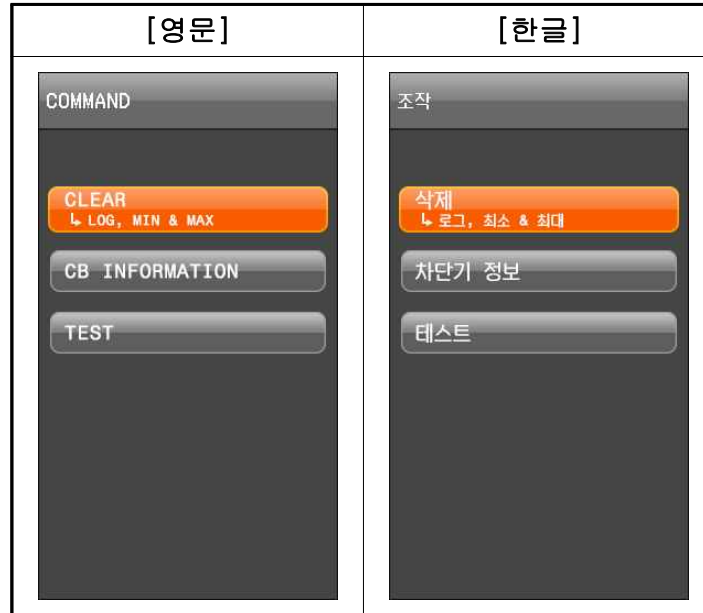 [영문]
[한글]
COMMAND
CLEAR
↳ LOG, MIN & MAX
CB INFORMATION
TEST
조작
삭제
↳ 로그, 최소 & 최대
차단기 정보
테스트